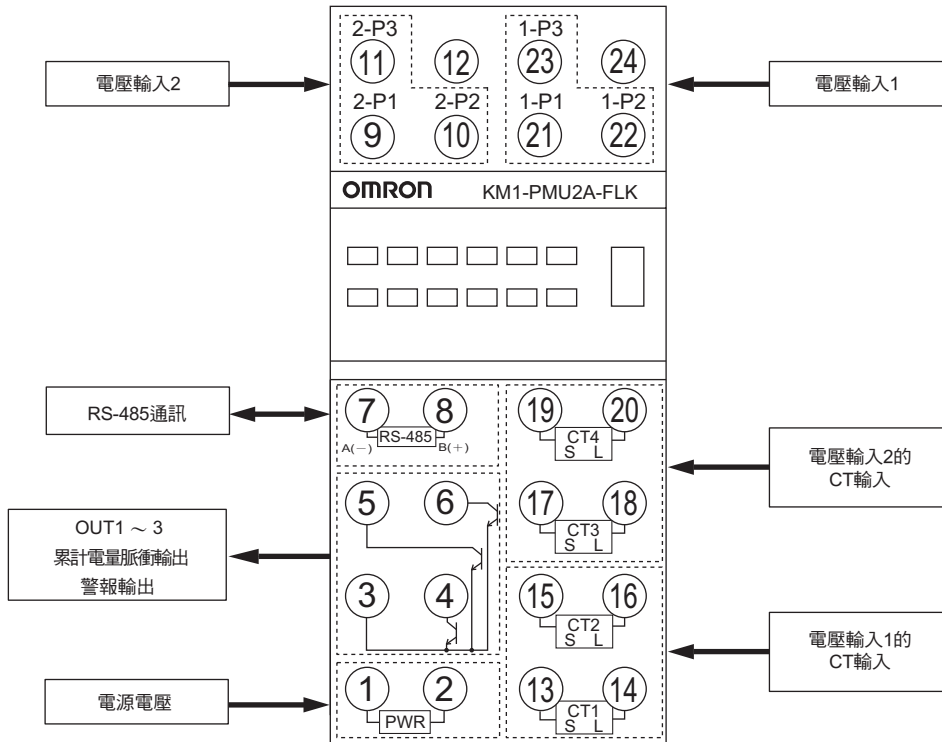 2-P3
1-P3
11
12
23
24
電壓輸入2
電壓輸入1
2-P1
2-P2
1-P1
1-P2
9
10
21
22
OMRON
KM1-PMU2A-FLK
RS-485通訊
7
8
19
20
RS-485
A(−)
B(+)
CT4
S L
電壓輸入2的
CT輸入
5
6
17
18
CT3
S L
OUT1 ～ 3
累計電量脈衝輸出
警報輸出
3
4
15
16
CT2
S L
電壓輸入1的
CT輸入
電源電壓
1
2
13
14
PWR
CT1
S L